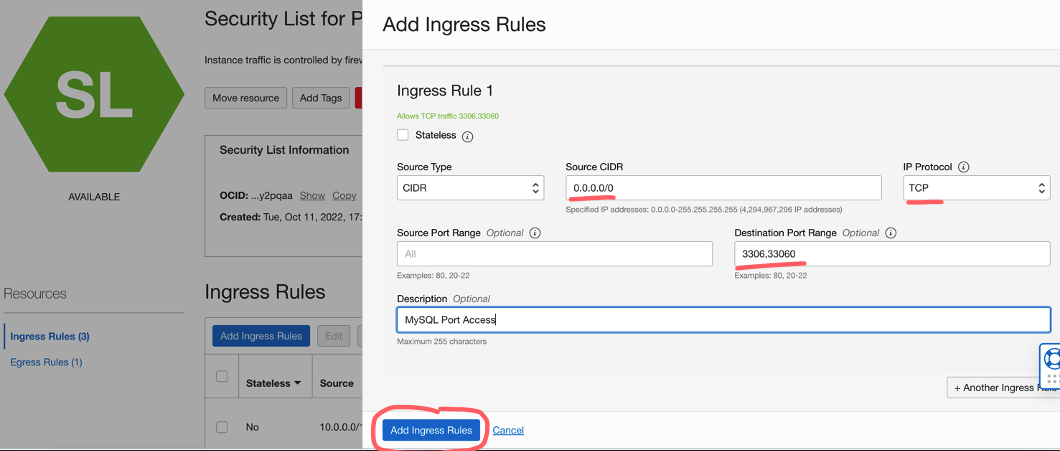 SL
AVAILABLE
Resources
Ingress Rules (3)
Egress Rules (1)
Security List for
Instance traffic is controlled by
Move resource
Add Tags
Security List Information
OCID: ...y2pqaa Show Copy
Created: Tue, Oct 11, 2022, 17:
Ingress Rules
Add Ingress Rules
Edit
Stateless
Source
No
10.0.0.0/
Add Ingress Rules
Ingress Rule 1
Allows TCP traffic 3306,33060
Stateless
Source Type
CIDR
Source CIDR
0.0.0.0/0
Specified IP addresses: 0.0.0.0-255.255.255.255 (4,294,967,296 IP addresses)
IP Protocol
TCP
Source Port Range Optional
All
Examples: 80, 20-22
Destination Port Range Optional
3306,33060
Examples: 80, 20-22
Description Optional
MySQL Port Access
Maximum 255 characters
+ Another Ingress Rule
Add Ingress Rules
Cancel